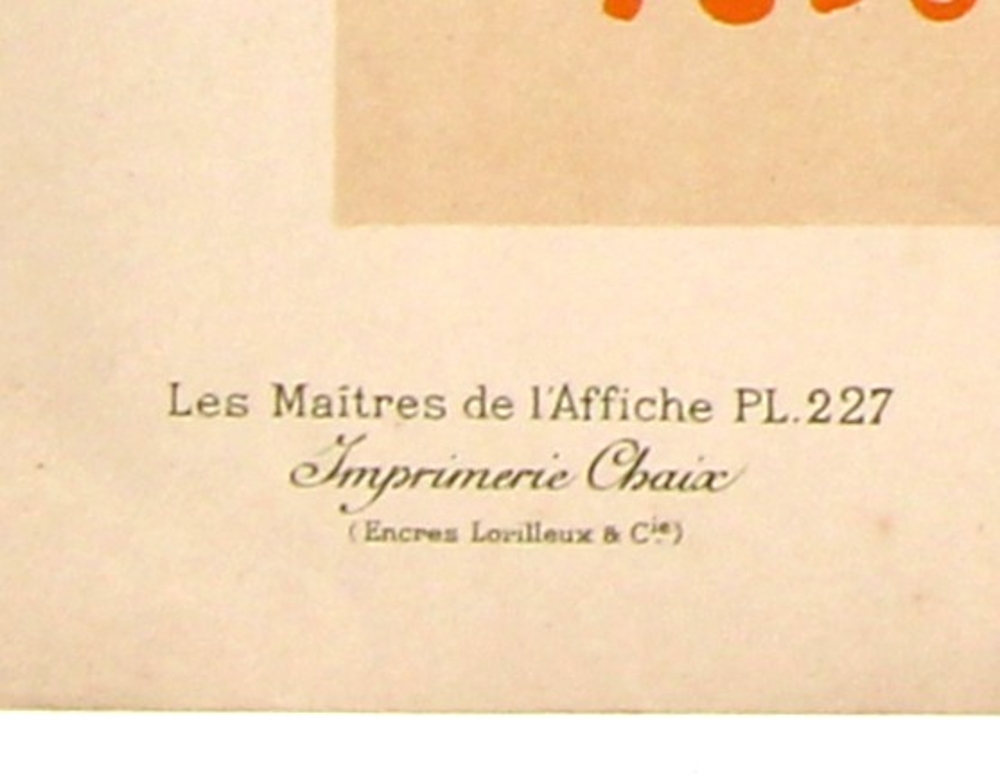 Les Maîtres de l'Affiche PL.227
Imprimerie Chaix
(Encres Lorilleux & Cie)